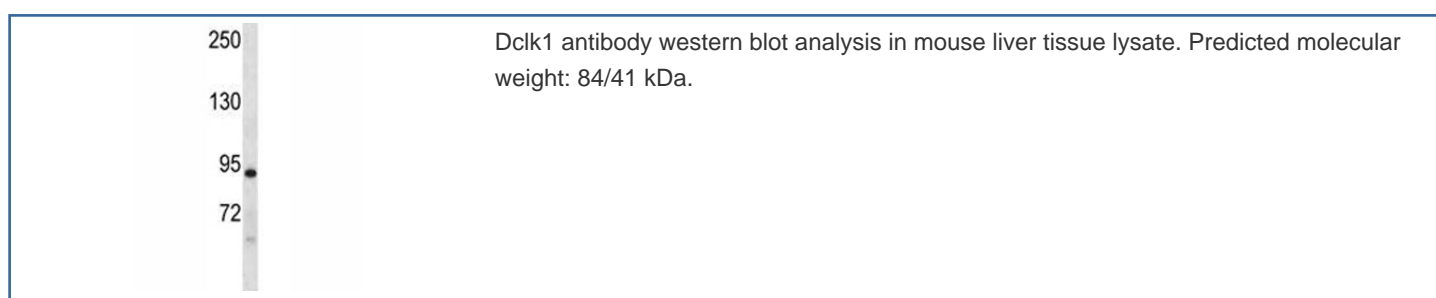 250
130
95
72
Dclk1 antibody western blot analysis in mouse liver tissue lysate. Predicted molecular
weight: 84/41 kDa.